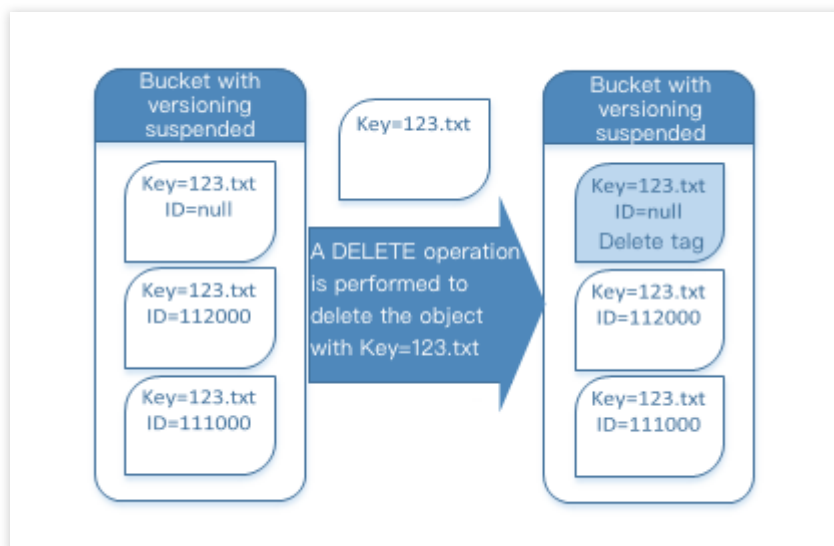 Bucket with
versioning
suspended
Key=123.txt
ID=null
Key=123.txt
ID=112000
Key=123.txt
ID=111000
Key=123.txt
A DELETE operation
is performed to
delete the object
with Key=123.txt
Bucket with
versioning
suspended
Key=123.txt
ID=null
Delete tag
Key=123.txt
ID=112000
Key=123.txt
ID=111000